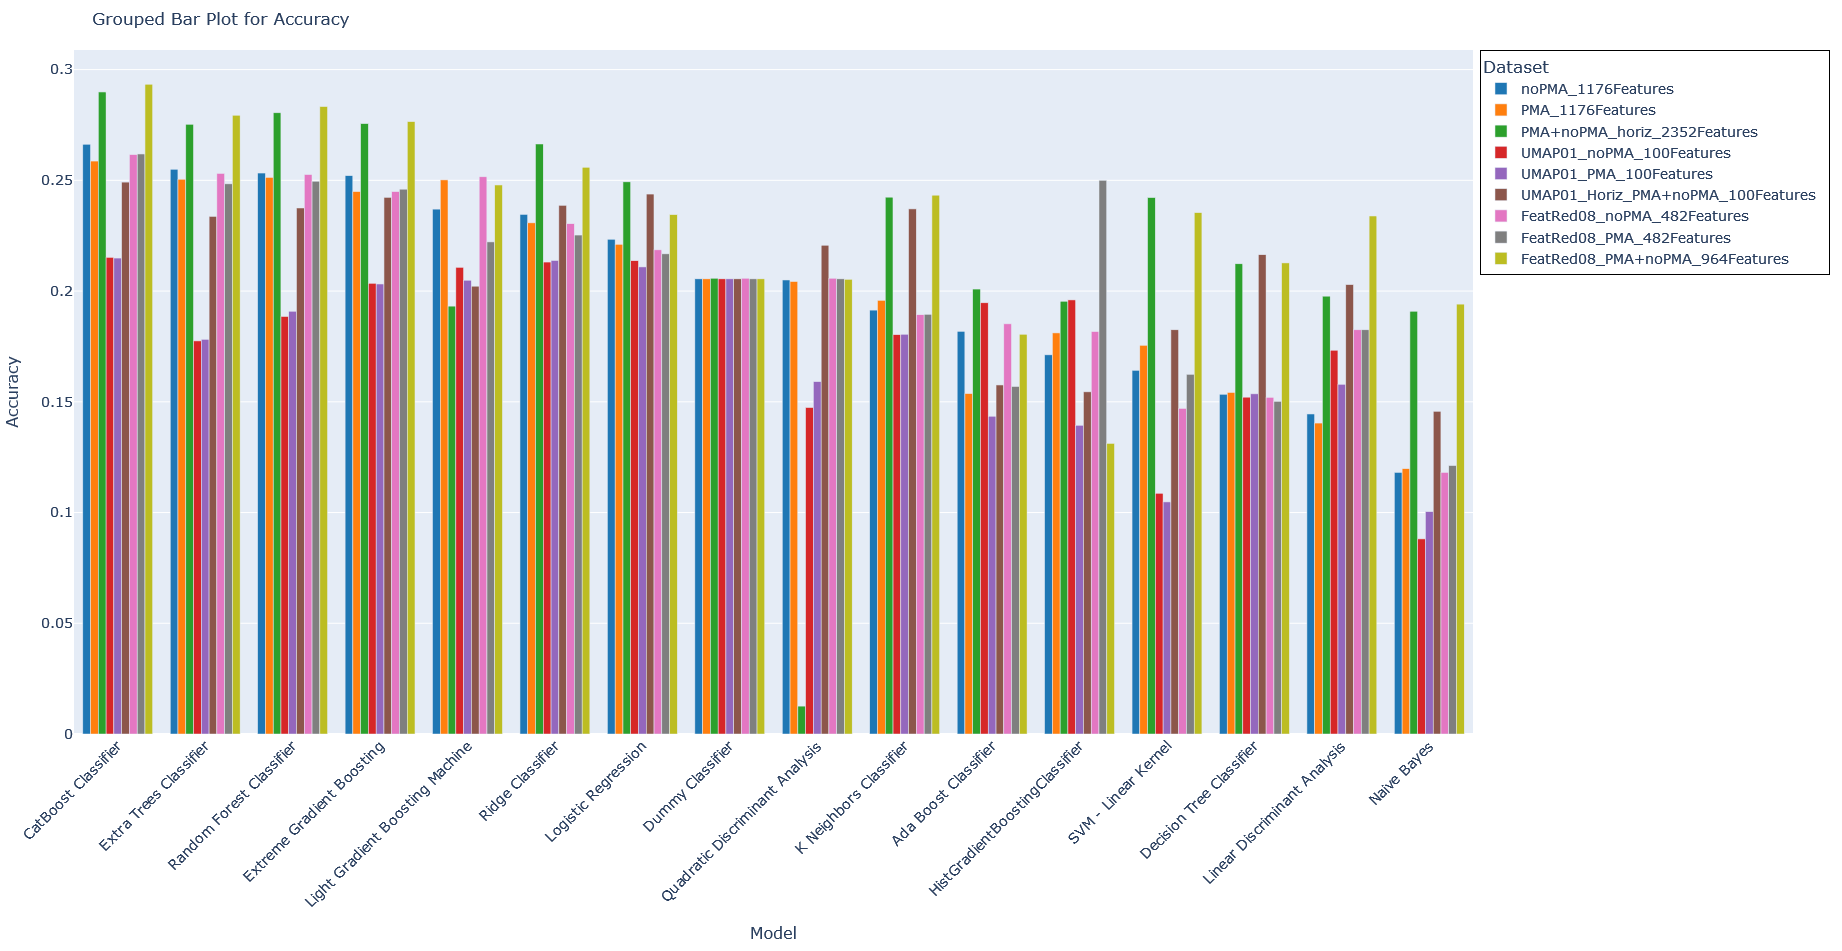 Grouped Bar Plot for Accuracy
Dataset
noPMA_1176Features
PMA_1176Features
PMA+noPMA_horiz_2352Features
UMAP01_noPMA_100Features
UMAP01_PMA_100Features
UMAP01_Horiz_PMA+noPMA_100Features
FeatRed08_noPMA_482Features
FeatRed08_PMA_482Features
FeatRed08_PMA+noPMA_964Features
Accuracy
0.3
0.25
0.2
0.15
0.1
0.05
0
CatBoost Classifier
Extra Trees Classifier
Random Forest Classifier
Extreme Gradient Boosting
Light Gradient Boosting Machine
Ridge Classifier
Logistic Regression
Dummy Classifier
Quadratic Discriminant Analysis
K Neighbors Classifier
Ada Boost Classifier
HistGradientBoostingClassifier
SVM - Linear Kernel
Decision Tree Classifier
Linear Discriminant Analysis
Naive Bayes
Model